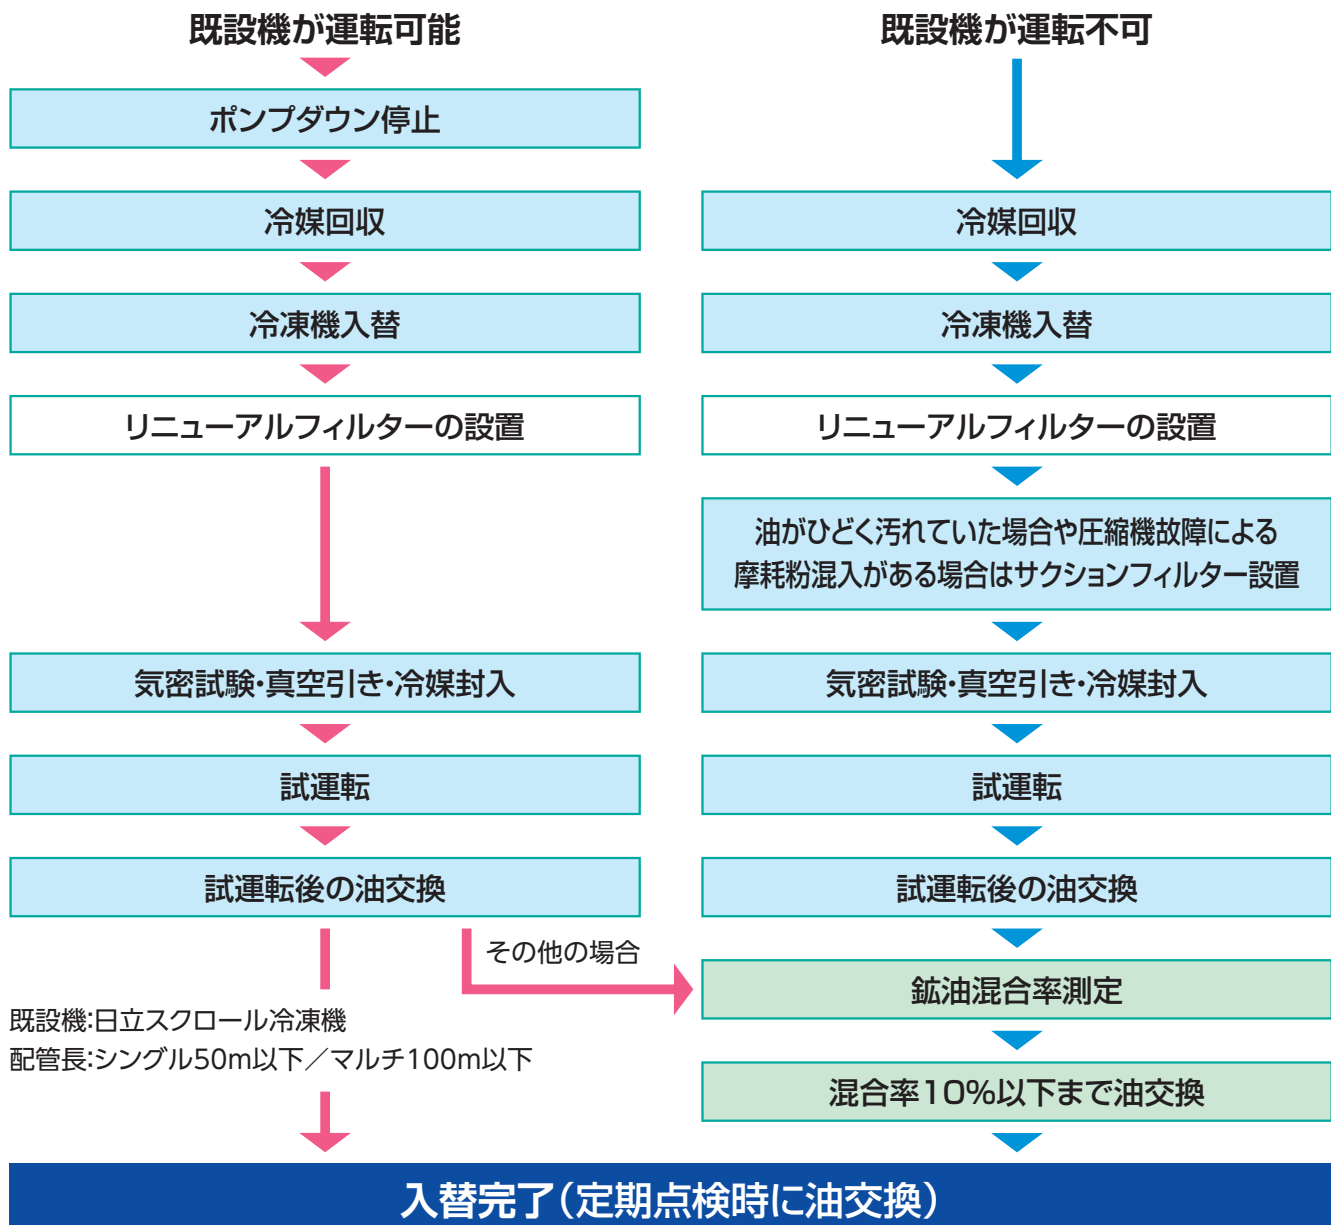 既設機が運転可能
ポンプダウン停止
冷媒回収
冷凍機入替
リニューアルフィルターの設置
気密試験・真空引き・冷媒封入
試運転
試運転後の油交換
その他の場合
既設機:日立スクロール冷凍機
配管長:シングル50m以下／マルチ100m以下
既設機が運転不可
冷媒回収
冷凍機入替
リニューアルフィルターの設置
油がひどく汚れていた場合や圧縮機故障による
摩耗粉混入がある場合はサクションフィルター設置
気密試験・真空引き・冷媒封入
試運転
試運転後の油交換
鉱油混合率測定
混合率10%以下まで油交換
入替完了（定期点検時に油交換）